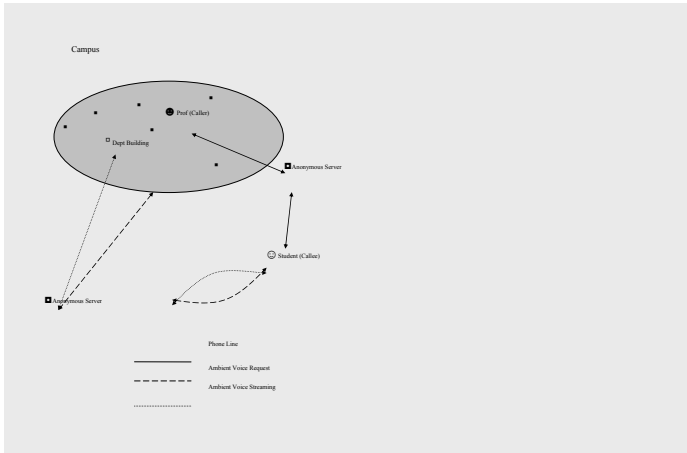 Campus
Prof (Caller)
Dept Building
Anonymous Server
Student (Callee)
Anonymous Server
Phone Line
Ambient Voice Request
Ambient Voice Streaming